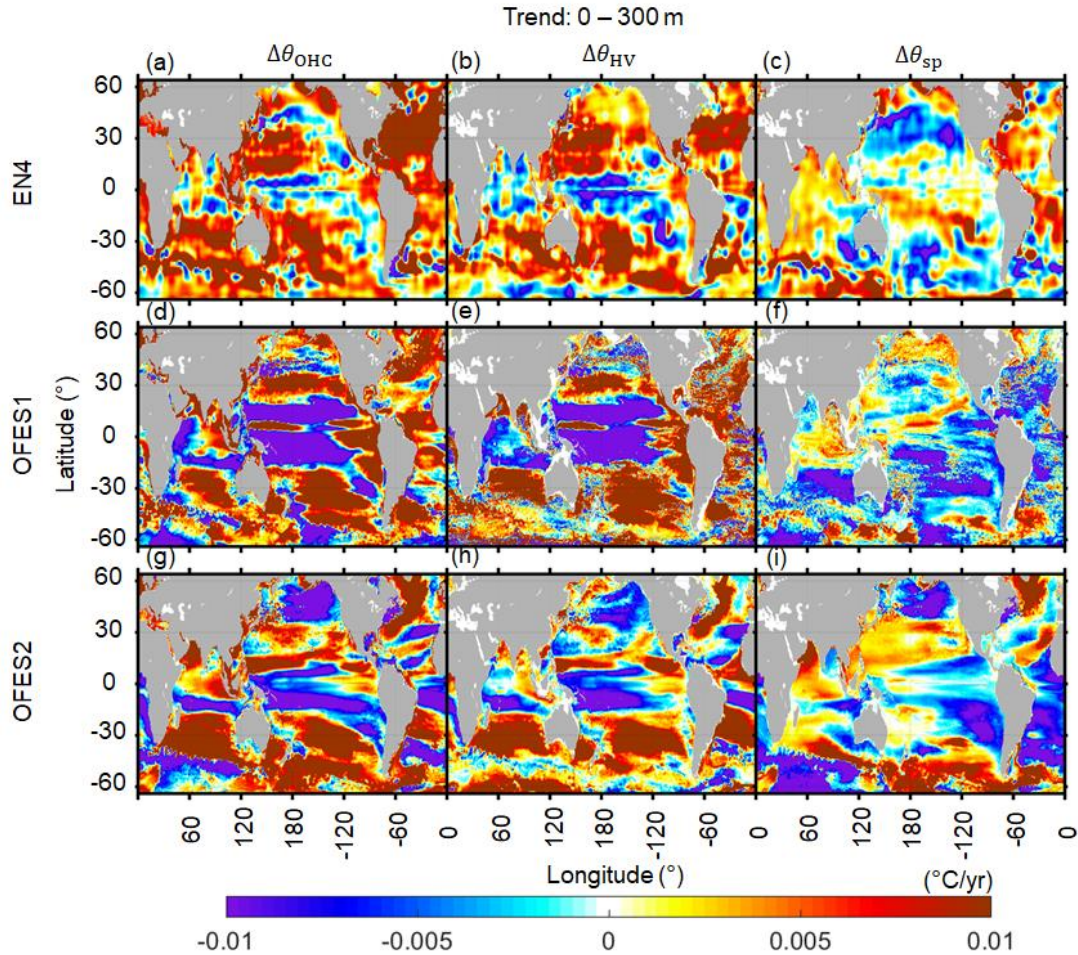 Trend: 0 – 300 m
Δθ_OHC Δθ_HV Δθ_sp
(a) (b) (c)
EN4
60
30
0
-30
-60
(d) (e) (f)
OFES1
Latitude (°)
60
30
0
-30
-60
(g) (h) (i)
OFES2
60
30
0
-30
-60
60 120 180 -120 -60 0 60 120 180 -120 -60 0 60 120 180 -120 -60 0
Longitude (°)
(°C/yr)
-0.01 -0.005 0 0.005 0.01